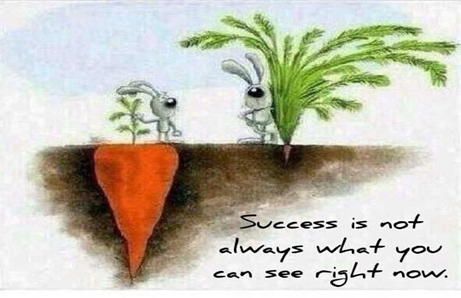 Success is not
always what you
can see right now.